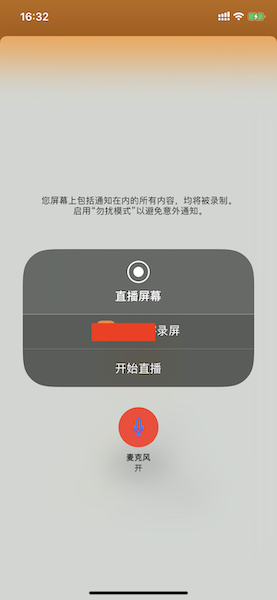 16:32
您屏幕上包括通知在内的所有内容，均将被录制。
启用“勿扰模式”以避免意外通知。
直播屏幕
录屏
开始直播
麦克风
开